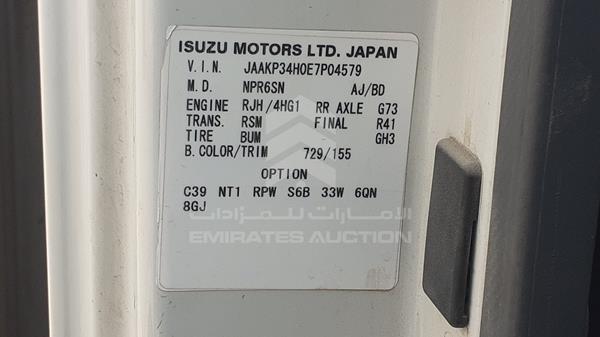 ISUZU MOTORS LTD. JAPAN
V.I.N. JAAKP34H0E7P04579
M.D. NPR6SN AJ/BD
ENGINE RJH/4HG1 RR AXLE G73
TRANS. RSM FINAL R41
TIRE BUM GH3
B.COLOR/TRIM 729/155
OPTION
C39 NT1 RPW S6B 33W 6QN
8GJ
الإمارات للمزادات
EMIRATES AUCTION